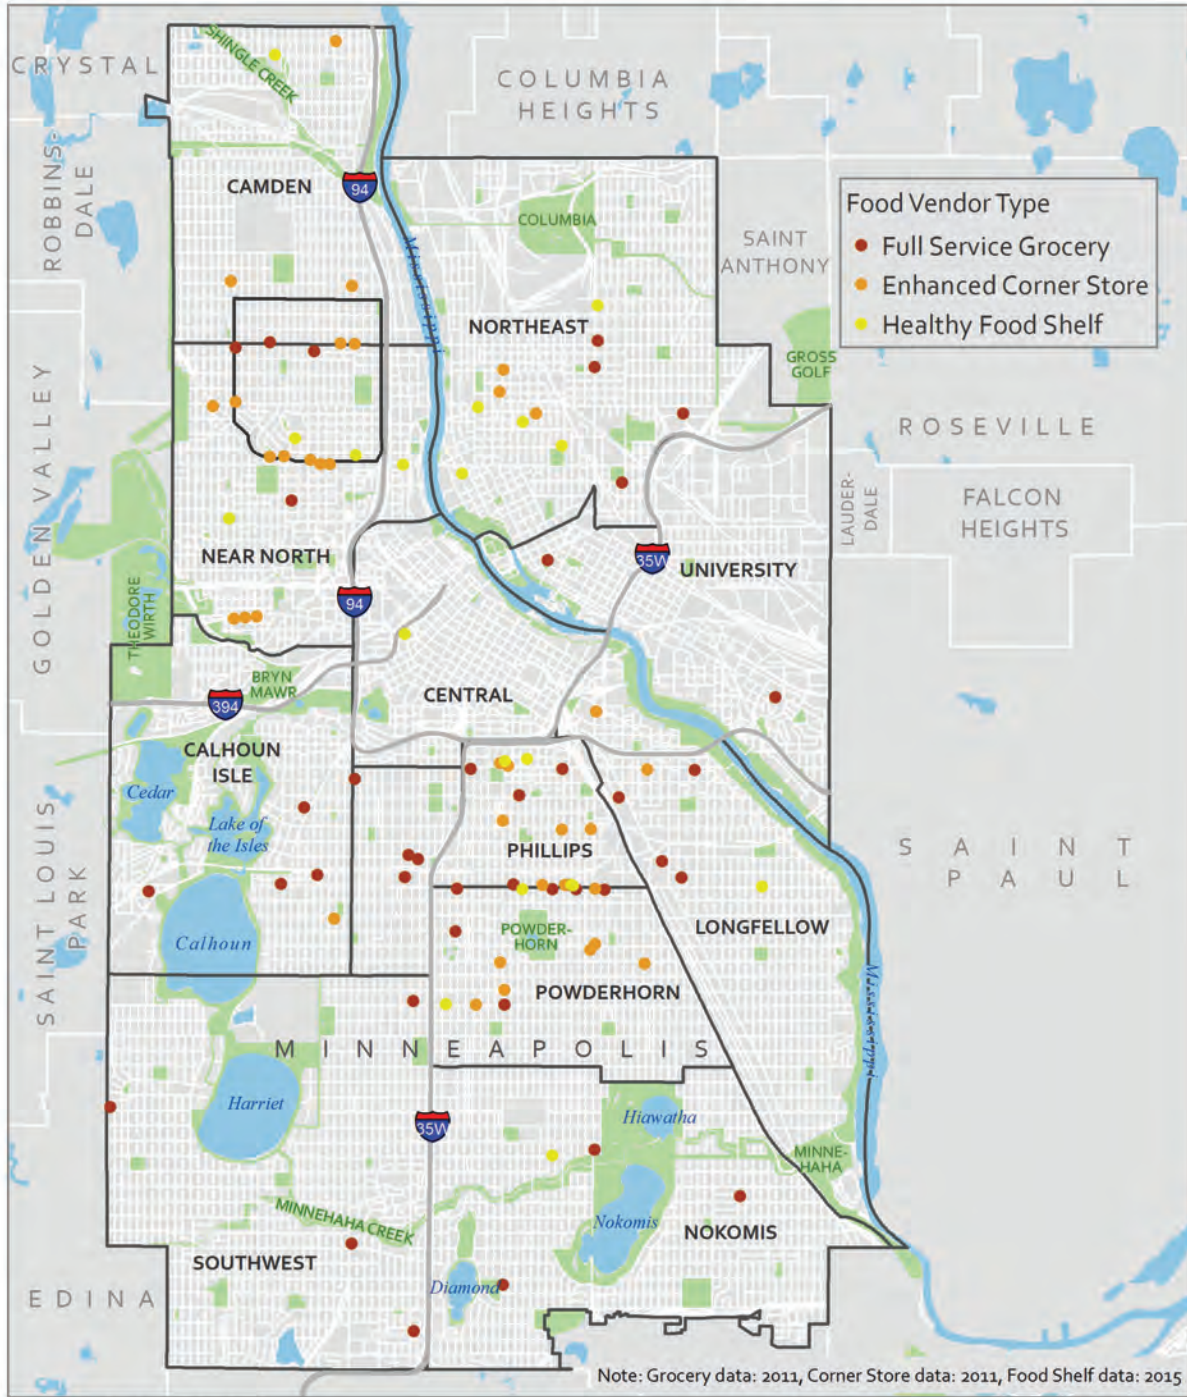 SHINGLE CREEK
CRYSTAL
COLUMBIA
HEIGHTS
ROBBINS-
DALE
CAMDEN
94
COLUMBIA
SAINT
ANTHONY
Food Vendor Type
Full Service Grocery
Enhanced Corner Store
Healthy Food Shelf
Mississippi
NORTHEAST
GROSS
GOLF
GOLDEN VALLEY
ROSEVILLE
LAUDER-
DALE
FALCON
HEIGHTS
NEAR NORTH
35W
UNIVERSITY
THEODORE
WIRTH
94
BRYN
MAWR
394
CENTRAL
CALHOUN
ISLE
Cedar
Lake of
the Isles
PHILLIPS
SAINT
PAUL
SAINT LOUIS
PARK
Calhoun
POWDER-
HORN
LONGFELLOW
POWDERHORN
Mississippi
MINNEAPOLIS
Harriet
Hiawatha
35W
MINNE-
HAHA
MINNEHAHA CREEK
Nokomis
NOKOMIS
SOUTHWEST
Diamond
EDINA
Note: Grocery data: 2011, Corner Store data: 2011, Food Shelf data: 2015